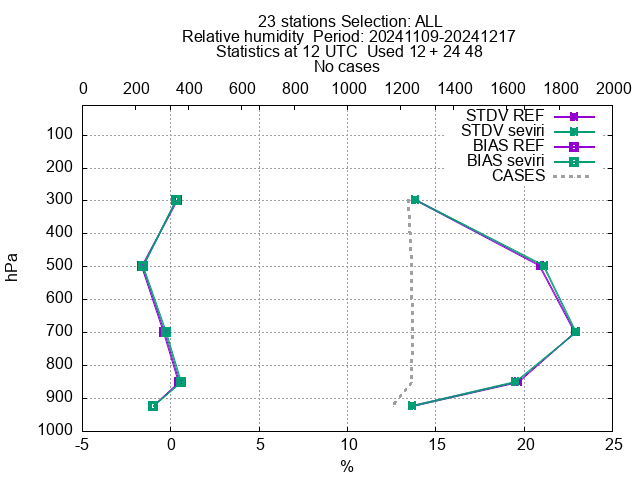 23 stations Selection: ALL
Relative humidity  Period: 20241109-20241217
Statistics at 12 UTC  Used 12 + 24 48
No cases
0 200 400 600 800 1000 1200 1400 1600 1800 2000
STDV REF
STDV seviri
BIAS REF
BIAS seviri
CASES
100
200
300
400
500
600
700
800
900
1000
hPa
-5 0 5 10 15 20 25
%